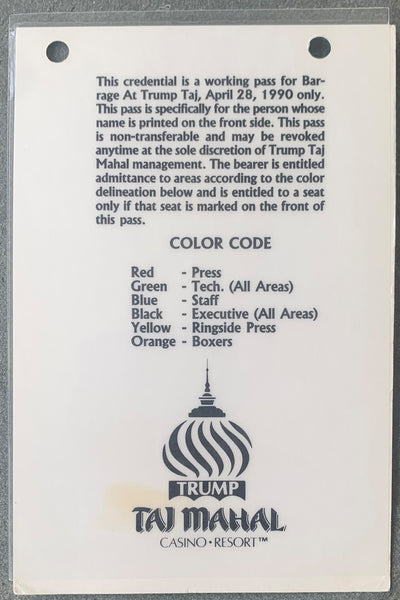 This credential is a working pass for Bar-
rage At Trump Taj, April 28, 1990 only.
This pass is specifically for the person whose
name is printed on the front side. This pass
is non-transferable and may be revoked
anytime at the sole discretion of Trump Taj
Mahal management. The bearer is entitled
admittance to areas according to the color
delineation below and is entitled to a seat
only if that seat is marked on the front of
this pass.
COLOR CODE
Red - Press
Green - Tech. (All Areas)
Blue - Staff
Black - Executive (All Areas)
Yellow - Ringside Press
Orange - Boxers
TRUMP
TAJ MAHAL
CASINO • RESORT™